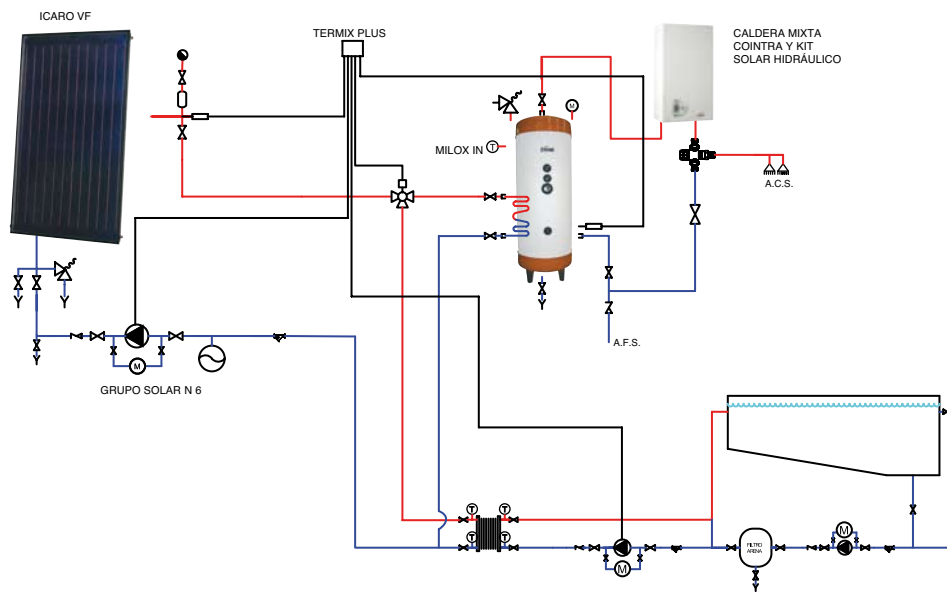 ICARO VF
TERMIX PLUS
CALDERA MIXTA
COINTRA Y KIT
SOLAR HIDRÁULICO
M
MILOX IN
T
A.C.S.
A.F.S.
M
GRUPO SOLAR N 6
T
T
T
T
M
M
FILTRO
ARENA